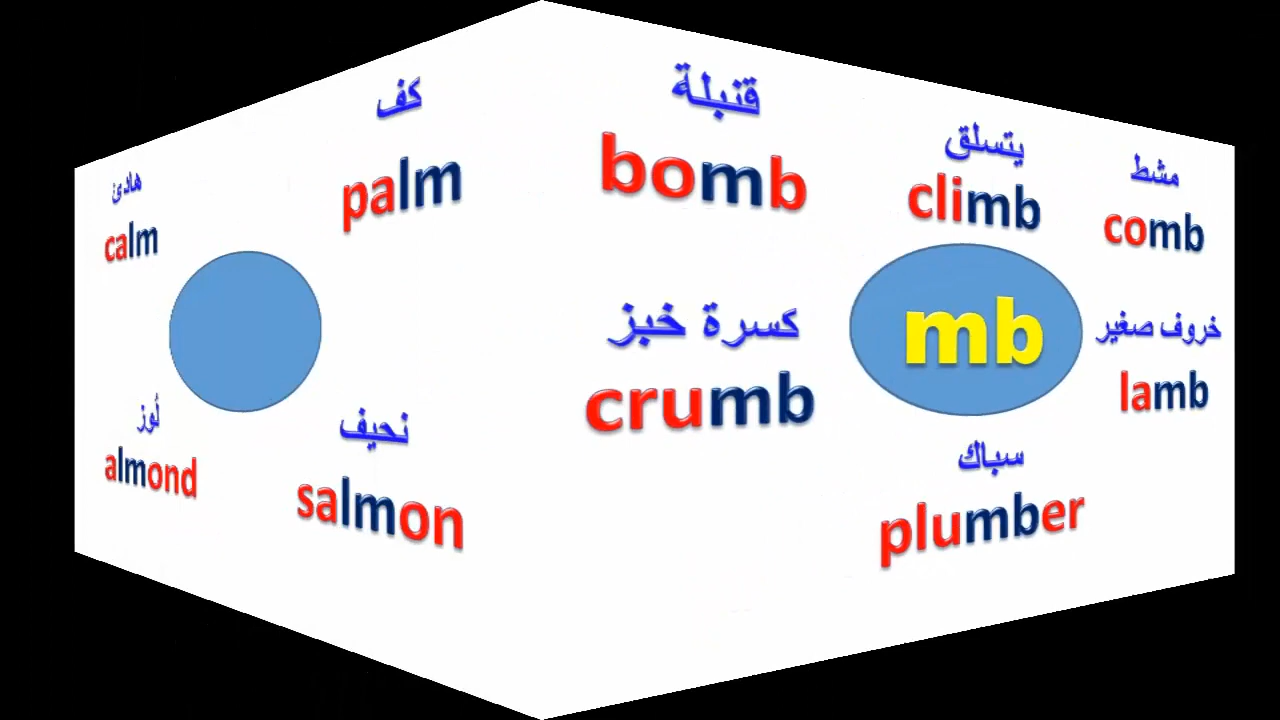 هادئ
calm
كف
palm
لوز
almond
نحيف
salmon
قنبلة
bomb
يتسلق
climb
مشط
comb
كسرة خبز
crumb
mb
خروف صغير
lamb
سباك
plumber